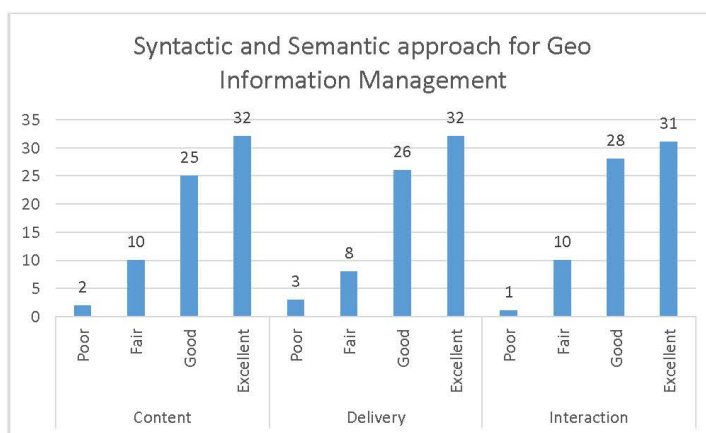 Syntactic and Semantic approach for Geo
Information Management
35
30
25
20
15
10
5
0
2
10
25
32
3
8
26
32
1
10
28
31
Poor
Fair
Good
Excellent
Poor
Fair
Good
Excellent
Poor
Fair
Good
Excellent
Content
Delivery
Interaction